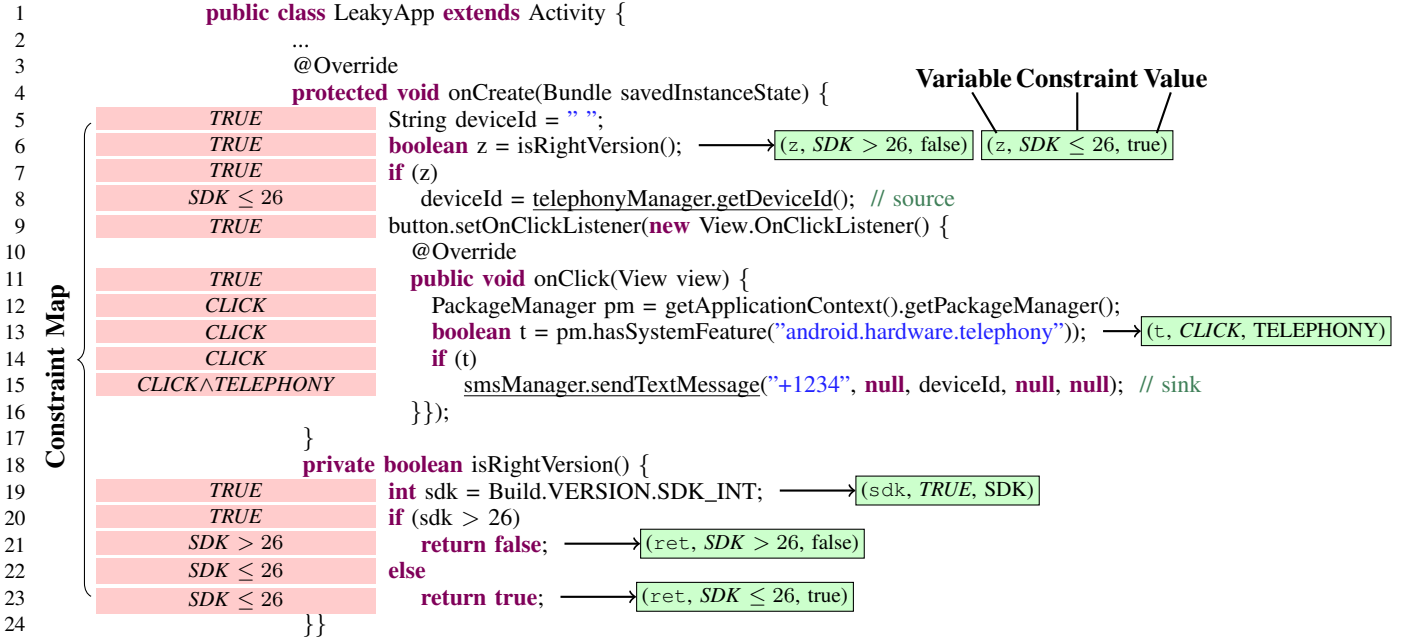 1 public class LeakyApp extends Activity {
2 ...
3 @Override
Variable Constraint Value
4 protected void onCreate(Bundle savedInstanceState) {
5 TRUE String deviceId = ” ”;
6 TRUE boolean z = isRightVersion(); (z, SDK > 26, false) (z, SDK ≤ 26, true)
7 TRUE if (z)
8 SDK ≤ 26 deviceId = telephonyManager.getDeviceId(); // source
9 TRUE button.setOnClickListener(new View.OnClickListener() {
10 @Override
11 TRUE public void onClick(View view) {
12 CLICK PackageManager pm = getApplicationContext().getPackageManager();
13 CLICK boolean t = pm.hasSystemFeature(”android.hardware.telephony”)); (t, CLICK, TELEPHONY)
14 CLICK if (t)
15 CLICK∧TELEPHONY smsManager.sendTextMessage(”+1234”, null, deviceId, null, null); // sink
16 }});
17 }
18 private boolean isRightVersion() {
19 TRUE int sdk = Build.VERSION.SDK_INT; (sdk, TRUE, SDK)
20 TRUE if (sdk > 26)
21 SDK > 26 return false; (ret, SDK > 26, false)
22 SDK ≤ 26 else
23 SDK ≤ 26 return true; (ret, SDK ≤ 26, true)
24 }}
Constraint Map